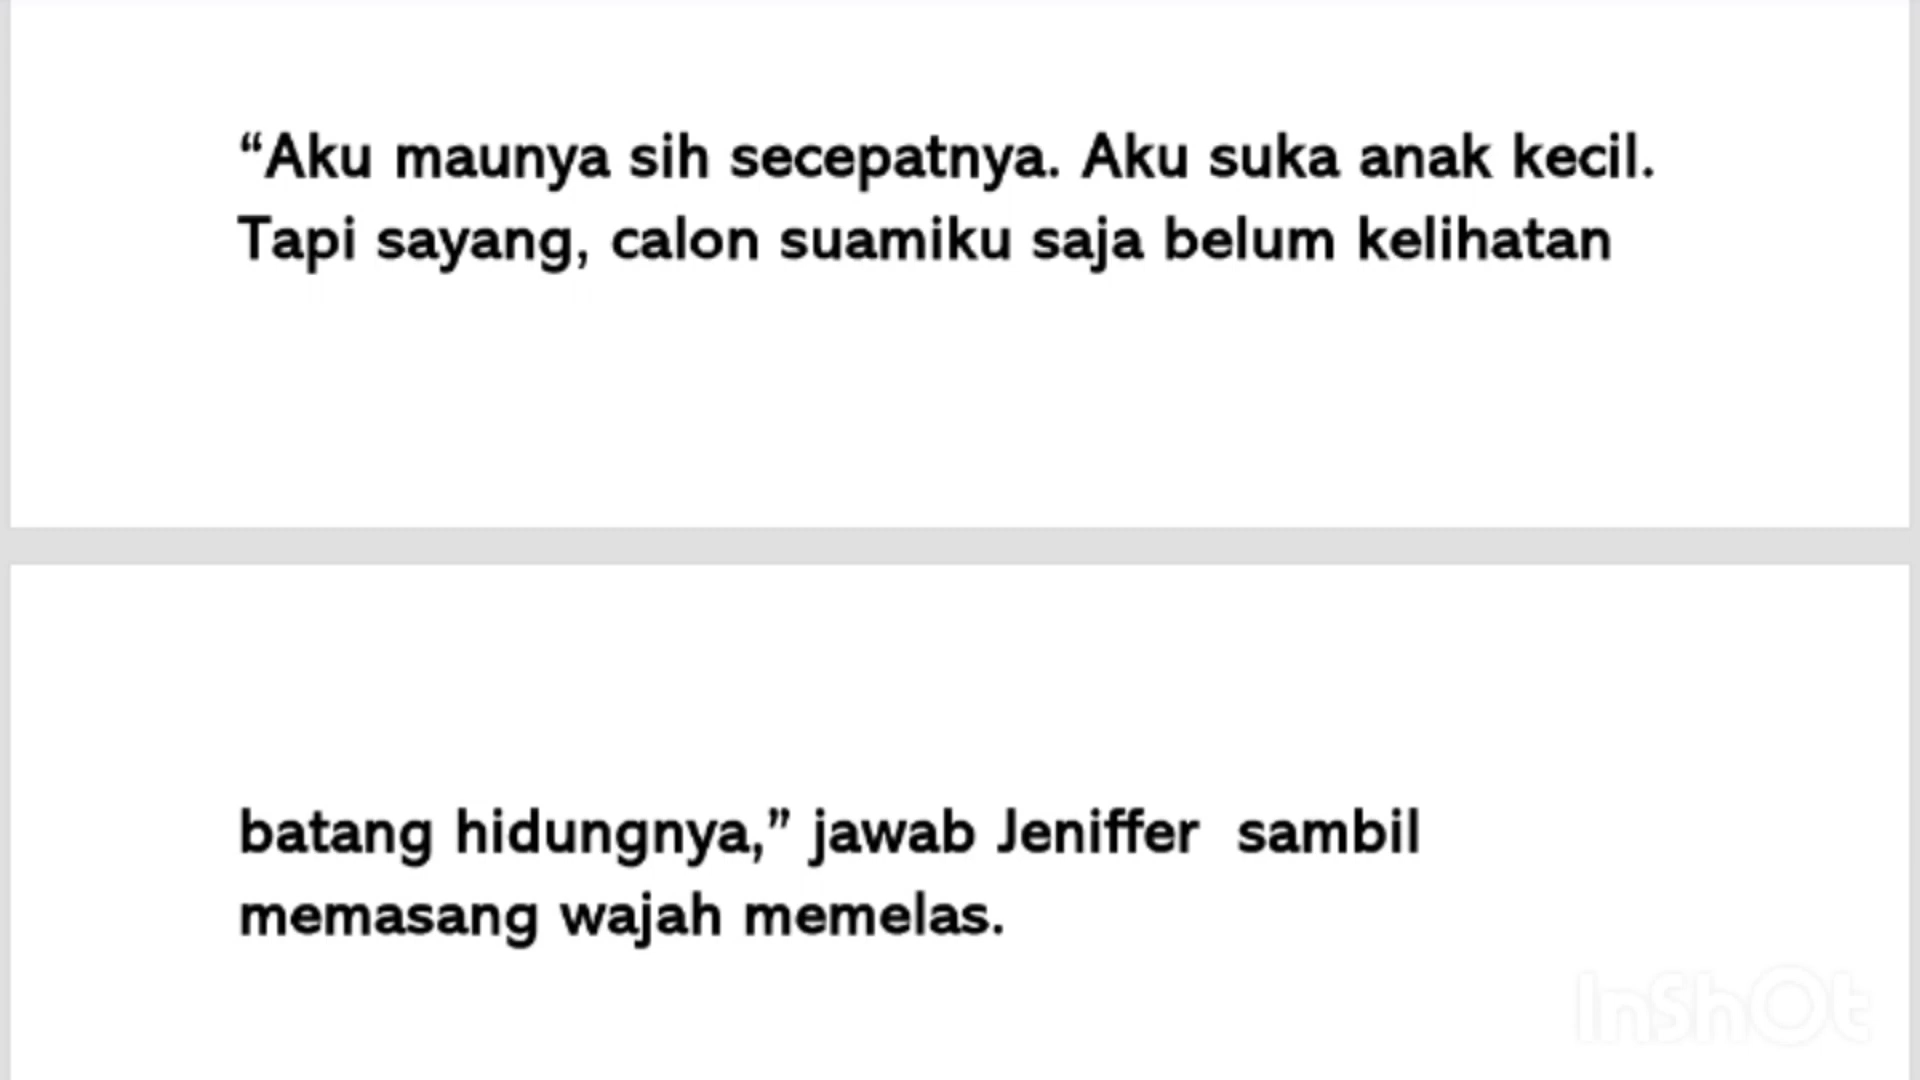 “Aku maunya sih secepatnya. Aku suka anak kecil.
Tapi sayang, calon suamiku saja belum kelihatan
batang hidungnya,” jawab Jeniffer  sambil
memasang wajah memelas.
InShOt